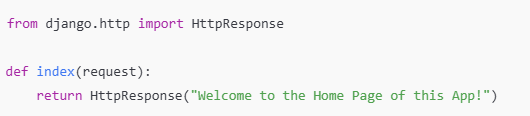 from django.http import HttpResponse
def index(request):
    return HttpResponse("Welcome to the Home Page of this App!")